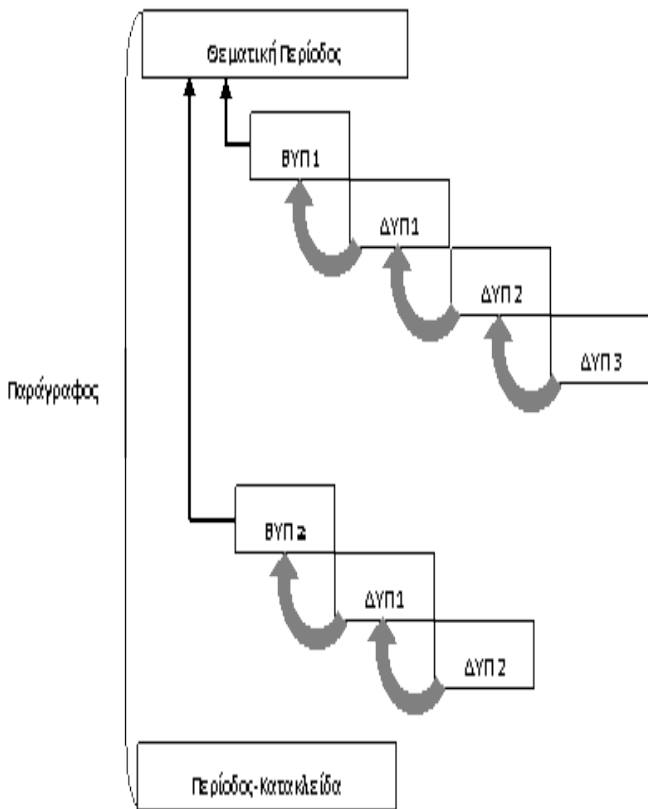 Θεματική Περίοδος
ΒΥΠ 1
ΔΥΠ 1
ΔΥΠ 2
ΔΥΠ 3
Παράγραφος
ΒΥΠ 2
ΔΥΠ 1
ΔΥΠ 2
Περίοδος-Κατακλείδα